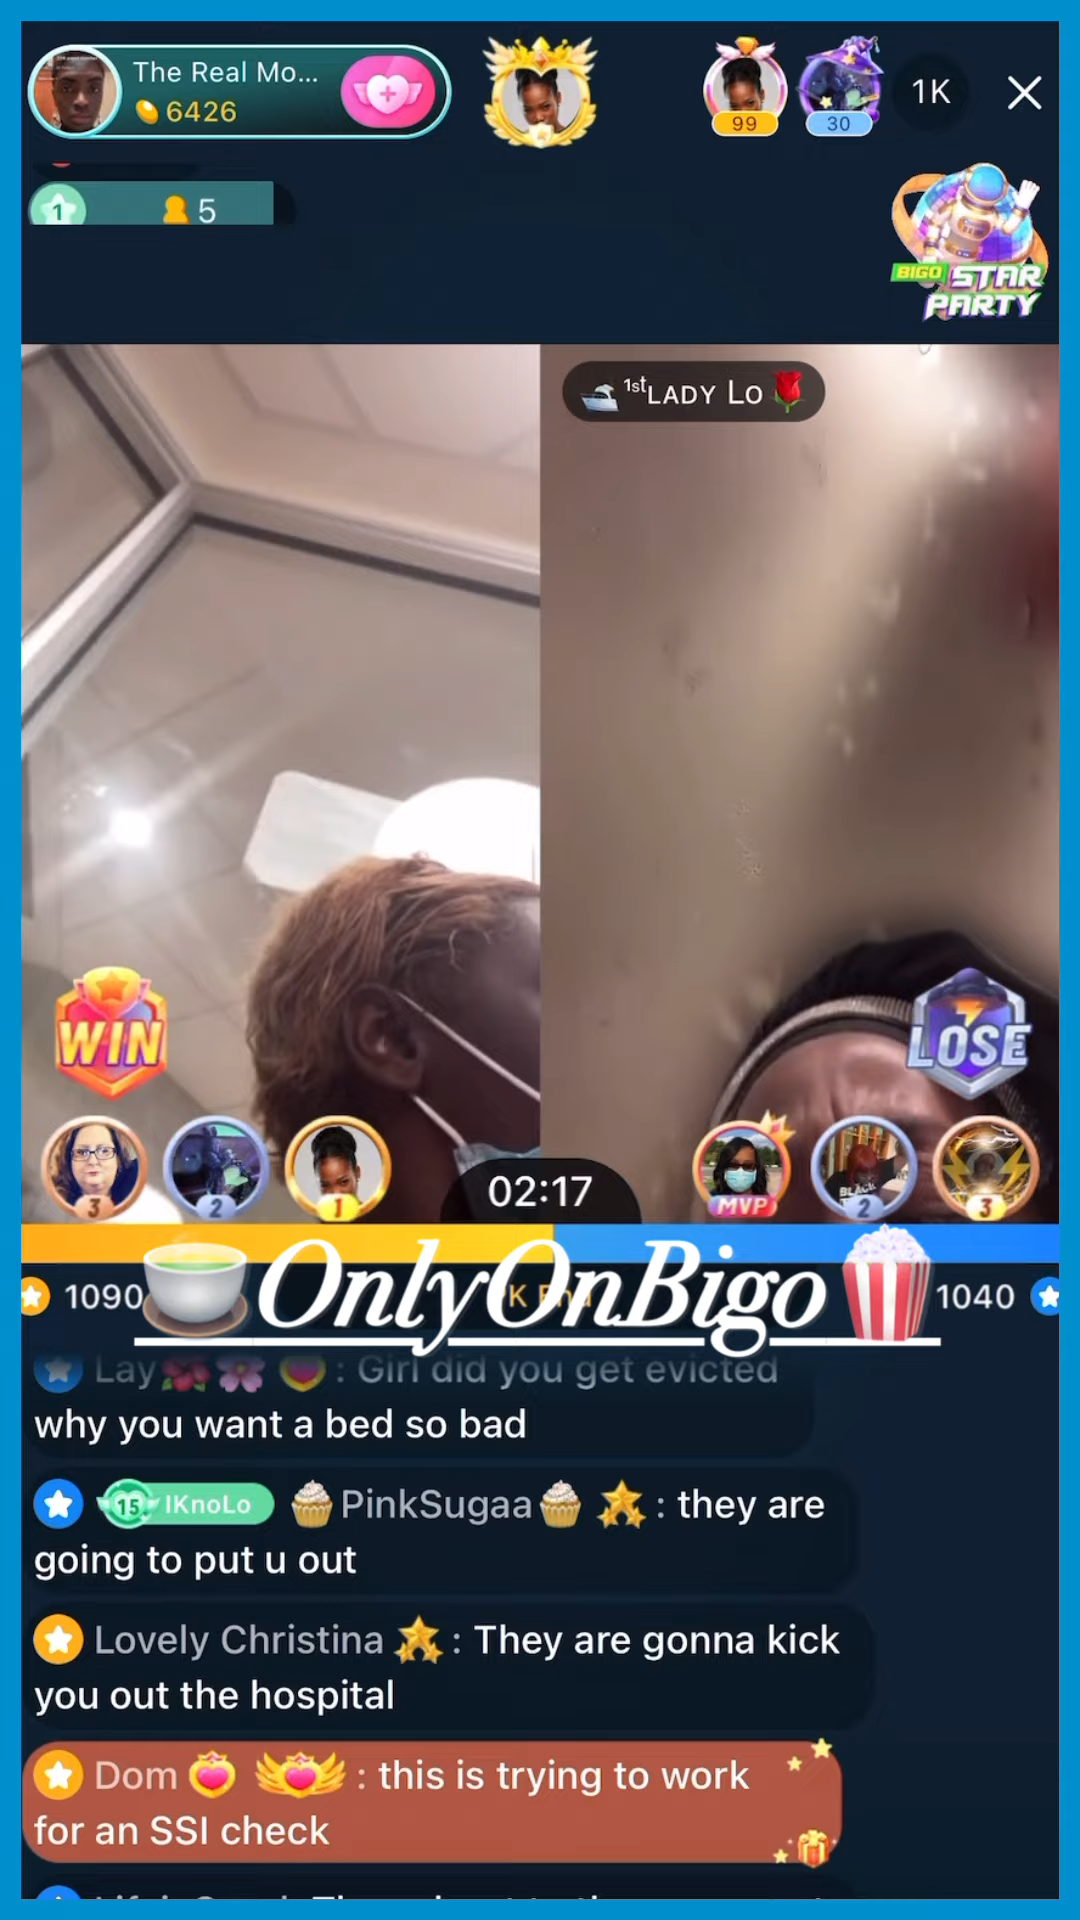 The Real Mo...
6426
99
30
1K
1
5
BIGO STAR
PARTY
1st LADY LO
WIN
LOSE
3
2
1
MVP
2
3
02:17
1090
OnlyOnBigo
1040
Lay : Girl did you get evicted
why you want a bed so bad
15 IKnoLo PinkSugaa : they are
going to put u out
Lovely Christina : They are gonna kick
you out the hospital
Dom : this is trying to work
for an SSI check